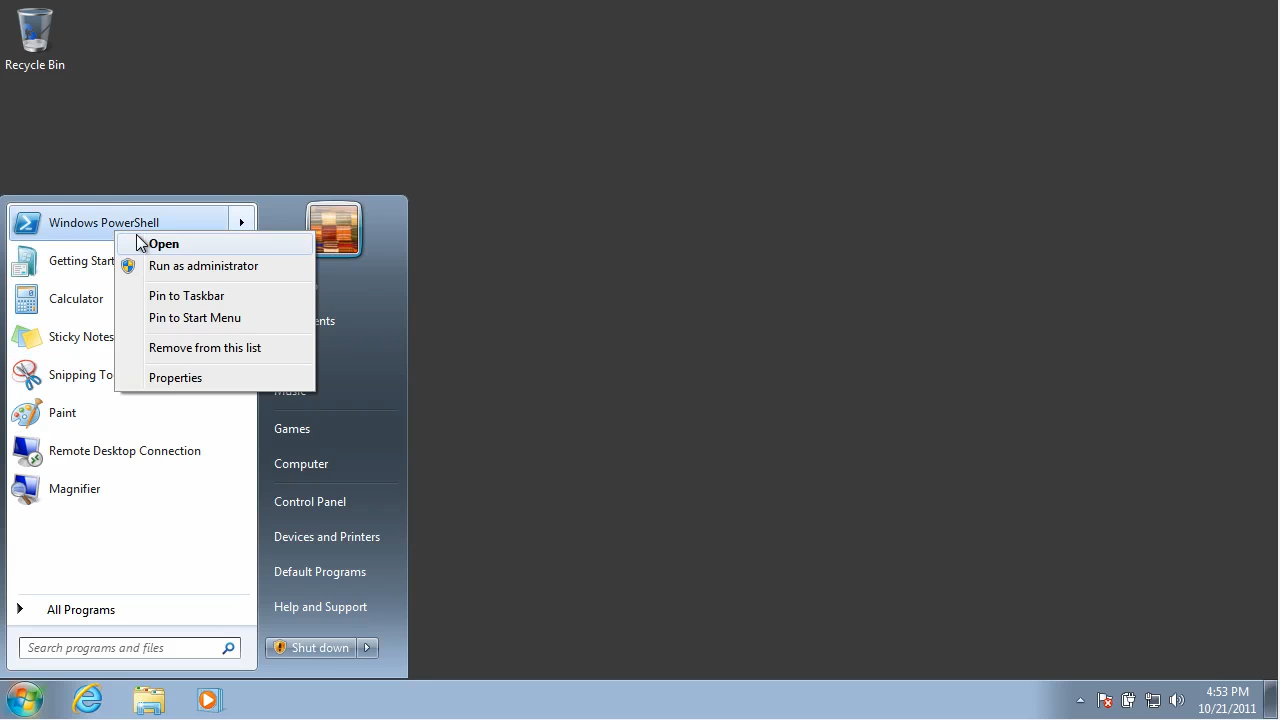 Recycle Bin
Windows PowerShell
Open
Run as administrator
Pin to Taskbar
Pin to Start Menu
Remove from this list
Properties
Getting Start
Calculator
Sticky Notes
Snipping To
Paint
Remote Desktop Connection
Magnifier
All Programs
Search programs and files
ents
Music
Games
Computer
Control Panel
Devices and Printers
Default Programs
Help and Support
Shut down
4:53 PM
10/21/2011